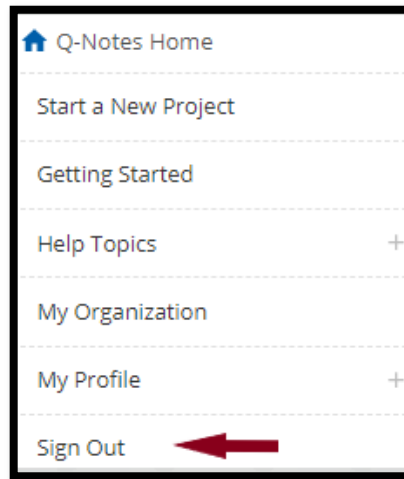 Q-Notes Home
Start a New Project
Getting Started
Help Topics +
My Organization
My Profile +
Sign Out